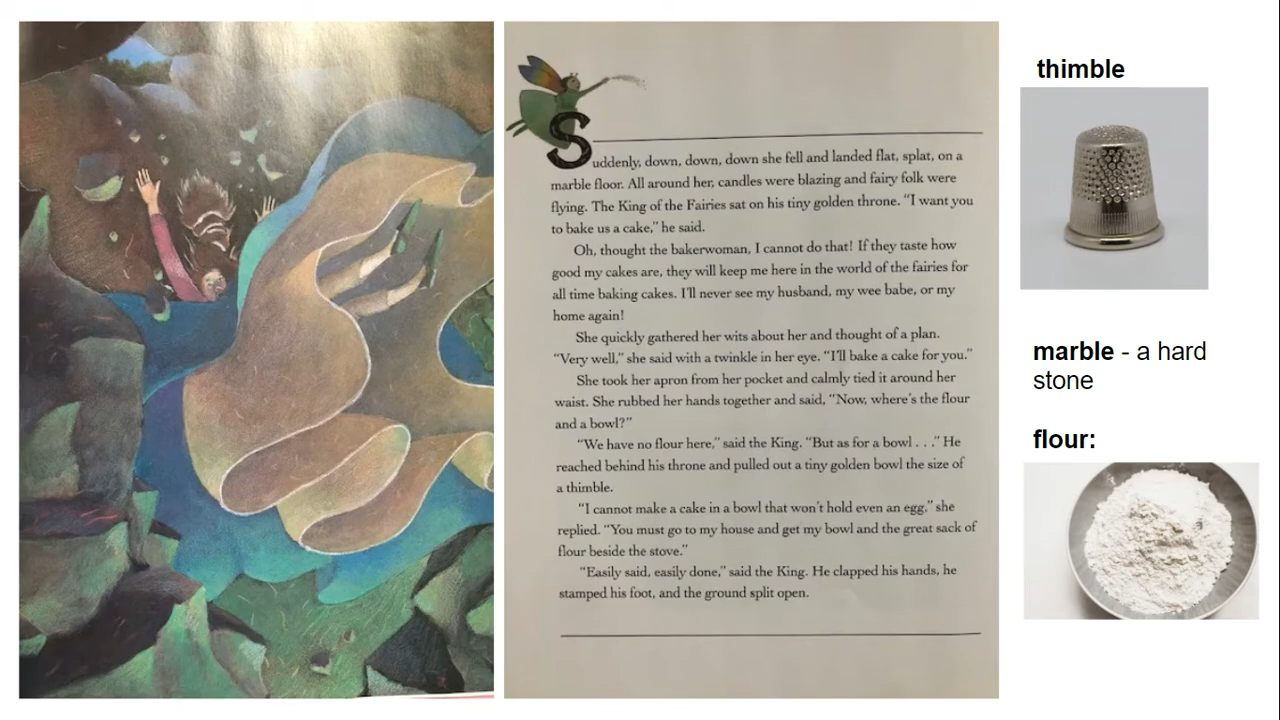 Suddenly, down, down, down she fell and landed flat, splat, on a
marble floor. All around her, candles were blazing and fairy folk were
flying. The King of the Fairies sat on his tiny golden throne. “I want you
to bake us a cake,” he said.
Oh, thought the bakerwoman, I cannot do that! If they taste how
good my cakes are, they will keep me here in the world of the fairies for
all time baking cakes. I’ll never see my husband, my wee babe, or my
home again!
She quickly gathered her wits about her and thought of a plan.
“Very well,” she said with a twinkle in her eye. “I’ll bake a cake for you.”
She took her apron from her pocket and calmly tied it around her
waist. She rubbed her hands together and said, “Now, where’s the flour
and a bowl?”
“We have no flour here,” said the King. “But as for a bowl . . .” He
reached behind his throne and pulled out a tiny golden bowl the size of
a thimble.
“I cannot make a cake in a bowl that won’t hold even an egg,” she
replied. “You must go to my house and get my bowl and the great sack of
flour beside the stove.”
“Easily said, easily done,” said the King. He clapped his hands, he
stamped his foot, and the ground split open.
thimble
marble - a hard
stone
flour: